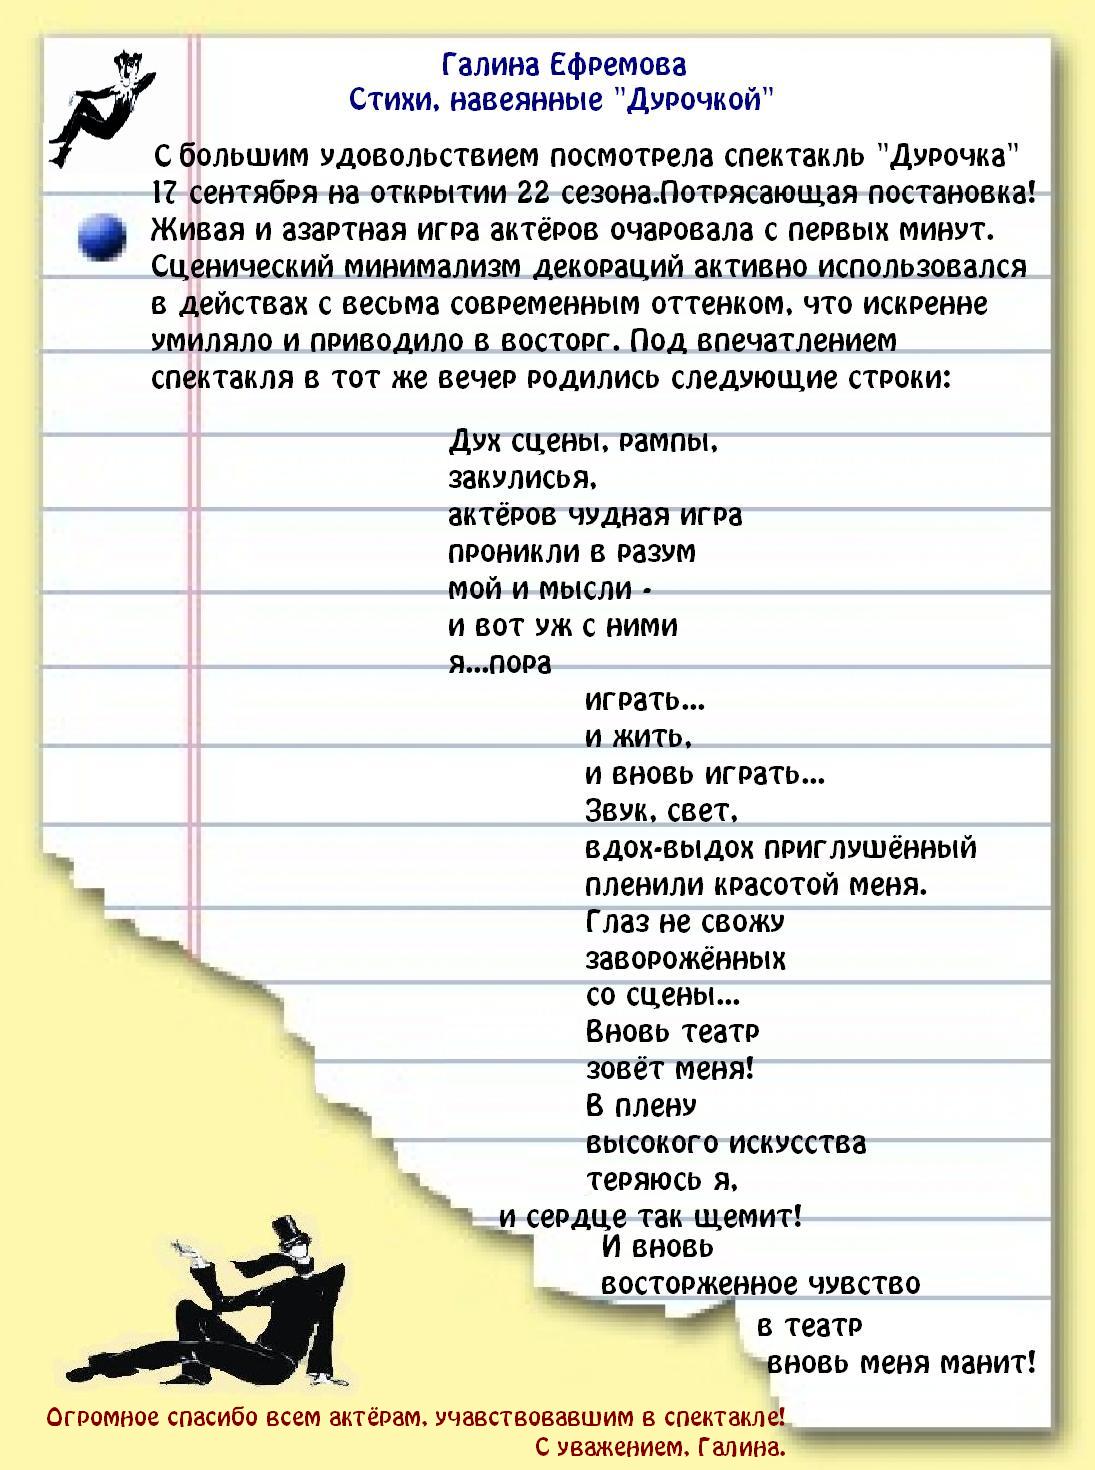 Галина Ефремова
Стихи, навеянные "Дурочкой"
С большим удовольствием посмотрела спектакль "Дурочка"
17 сентября на открытии 22 сезона.Потрясающая постановка!
Живая и азартная игра актёров очаровала с первых минут.
Сценический минимализм декораций активно использовался
в действах с весьма современным оттенком, что искренне
умиляло и приводило в восторг. Под впечатлением
спектакля в тот же вечер родились следующие строки:
Дух сцены, рампы,
закулисья,
актёров чудная игра
проникли в разум
мой и мысли -
и вот уж с ними
я...пора
играть...
и жить,
и вновь играть...
Звук, свет,
вдох-выдох приглушённый
пленили красотой меня.
Глаз не свожу
заворожённых
со сцены...
Вновь театр
зовёт меня!
В плену
высокого искусства
теряюсь я,
и сердце так щемит!
И вновь
восторженное чувство
в театр
вновь меня манит!
Огромное спасибо всем актёрам, учавствовавшим в спектакле!
С уважением, Галина.